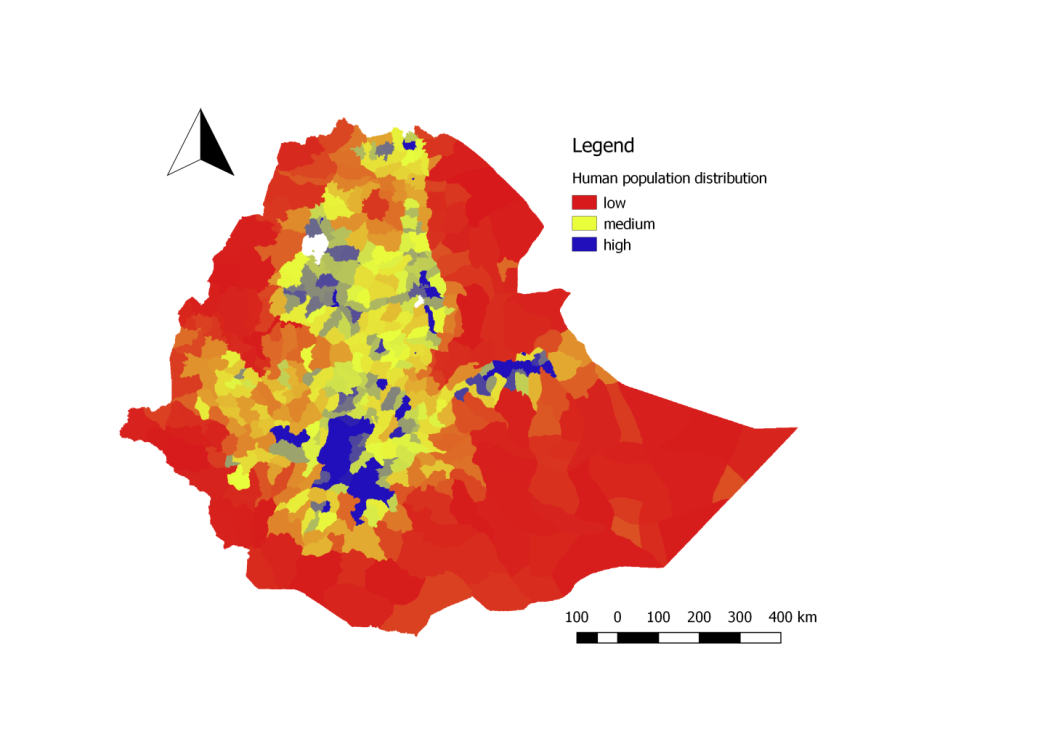 Legend
Human population distribution
low
medium
high
100 0 100 200 300 400 km